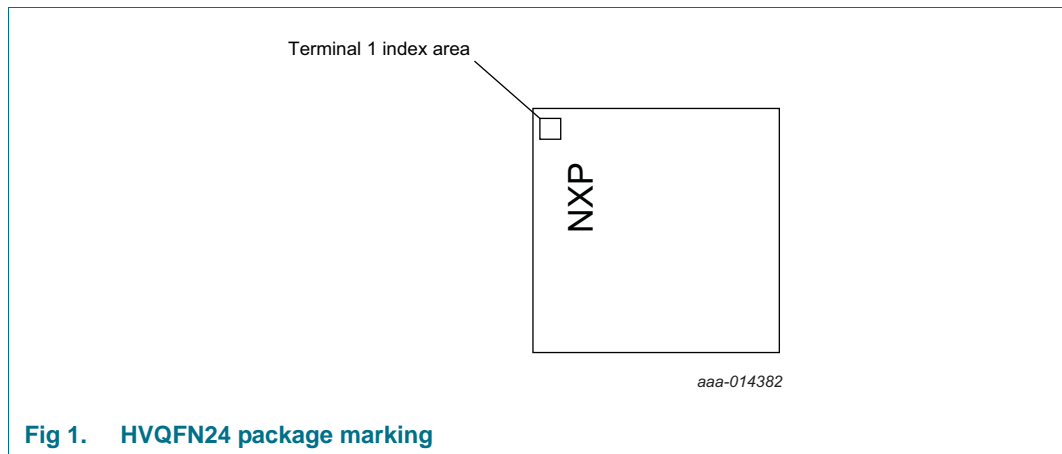 Terminal 1 index area
NXP
aaa-014382
Fig 1. HVQFN24 package marking